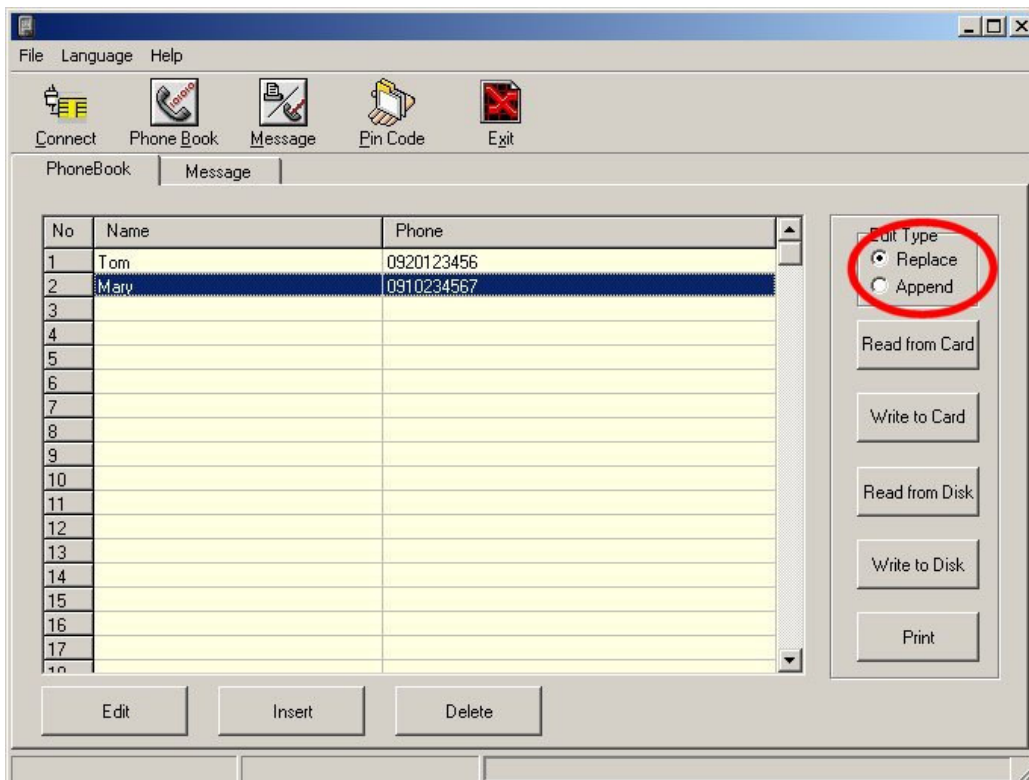 File Language Help
Connect Phone Book Message Pin Code Exit
PhoneBook Message
No Name Phone
1 Tom 0920123456
2 Mary 0910234567
3
4
5
6
7
8
9
10
11
12
13
14
15
16
17
Edit Type
Replace
Append
Read from Card
Write to Card
Read from Disk
Write to Disk
Print
Edit Insert Delete